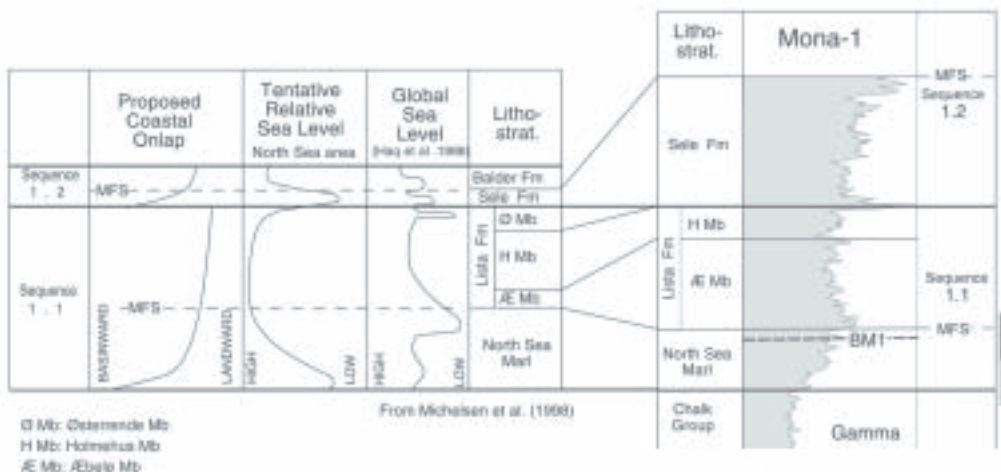 Litho-
strat.
Mona-1
Proposed
Coastal
Onlap
Tentative
Relative
Sea Level
North Sea area
Global
Sea
Level
(Haq et al. 1988)
Litho-
strat.
Sequence
1 . . 2
MFS
Balder Fm
Sele Fm
Sequence
1 . . 1
MFS
BASINWARD
LANDWARD
HIGH
LOW
HIGH
LOW
Lista Fm
Ø Mb
H Mb
Æ Mb
North Sea
Marl
Sele Fm
MFS
Sequence
1.2
Lista Fm
H Mb
Æ Mb
Sequence
1.1
MFS
BM1
North Sea
Marl
Chalk
Group
Gamma
From Michelsen et al. (1998)
Ø Mb: Østerrende Mb
H Mb: Holmehus Mb
Æ Mb: Æbelø Mb